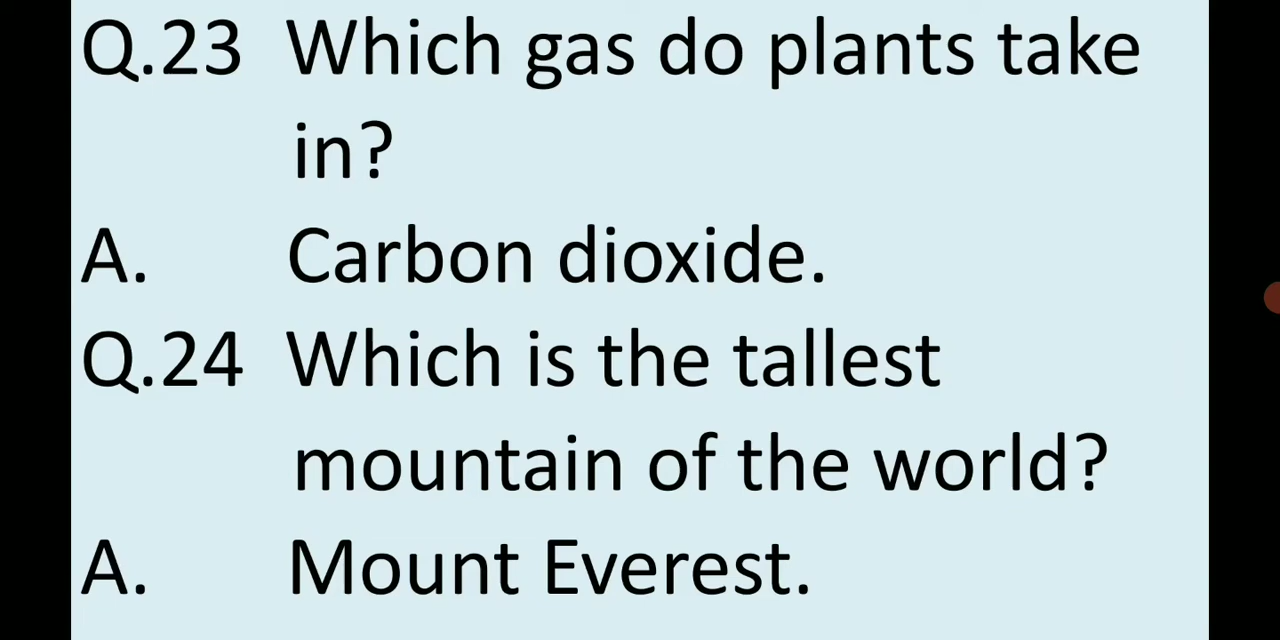 Q.23 Which gas do plants take
in?
A. Carbon dioxide.
Q.24 Which is the tallest
mountain of the world?
A. Mount Everest.